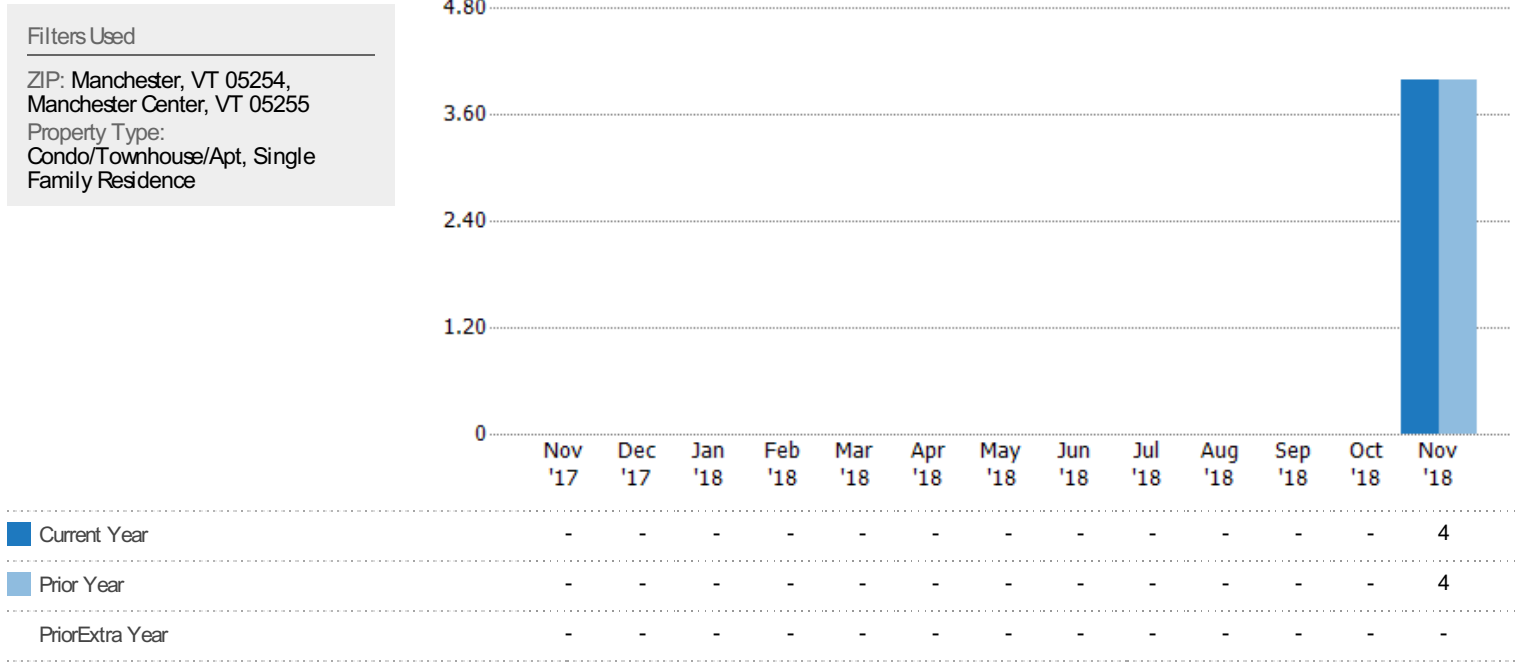 Filters Used
ZIP: Manchester, VT 05254,
Manchester Center, VT 05255
Property Type:
Condo/Townhouse/Apt, Single
Family Residence
4.80
3.60
2.40
1.20
0
Nov Dec Jan Feb Mar Apr May Jun Jul Aug Sep Oct Nov
'17 '17 '18 '18 '18 '18 '18 '18 '18 '18 '18 '18 '18
Current Year - - - - - - - - - - - - 4
Prior Year - - - - - - - - - - - - 4
PriorExtra Year - - - - - - - - - - - - -